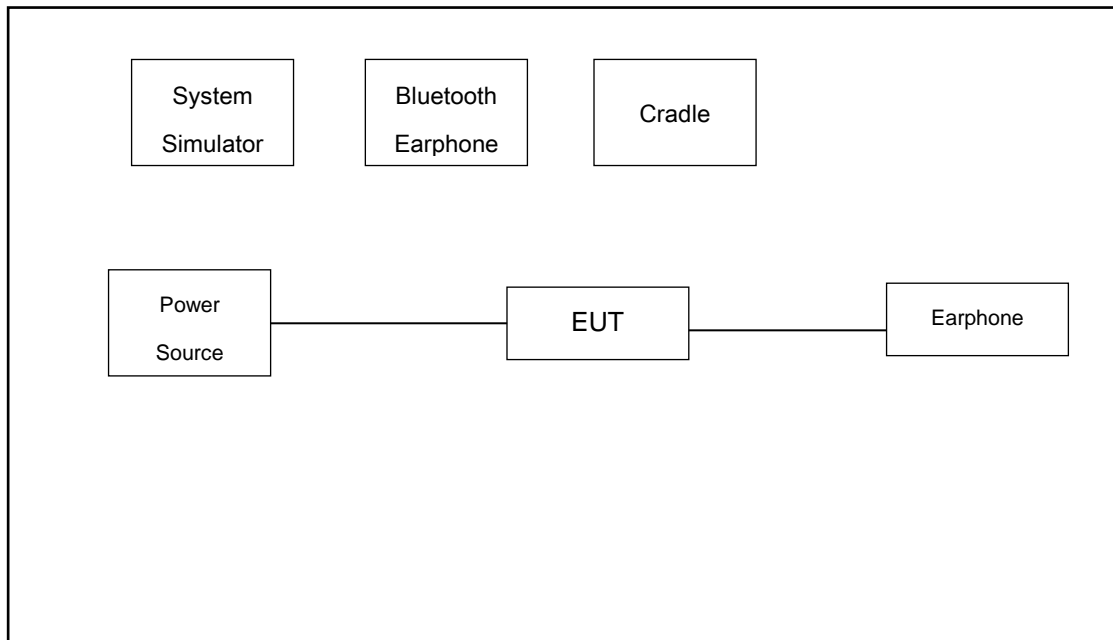 System
Simulator
Bluetooth
Earphone
Cradle
Power
Source
EUT
Earphone